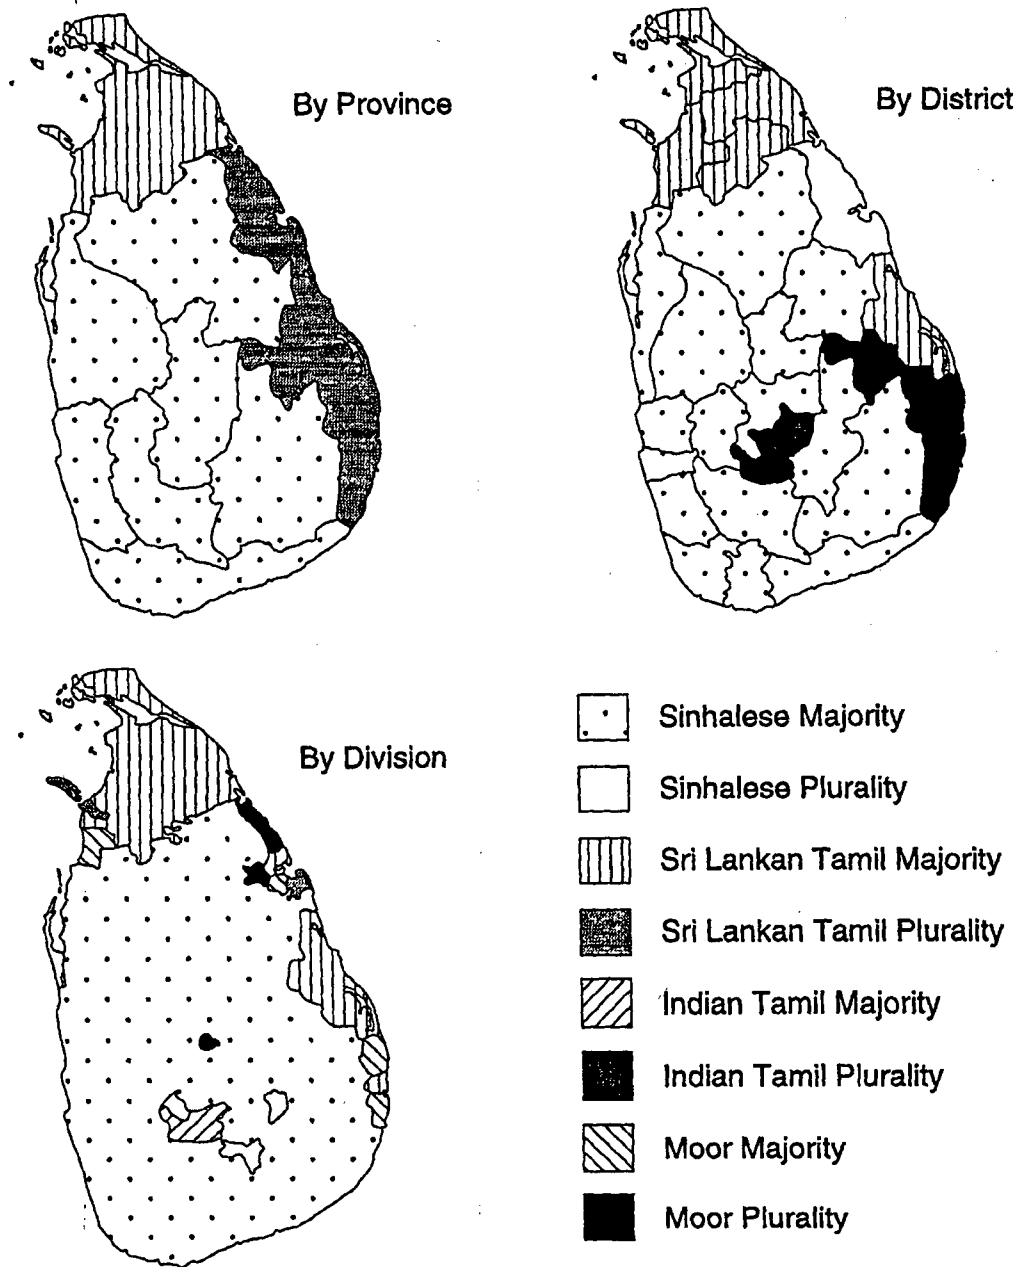 By Province
By District
By Division
Sinhalese Majority
Sinhalese Plurality
Sri Lankan Tamil Majority
Sri Lankan Tamil Plurality
Indian Tamil Majority
Indian Tamil Plurality
Moor Majority
Moor Plurality